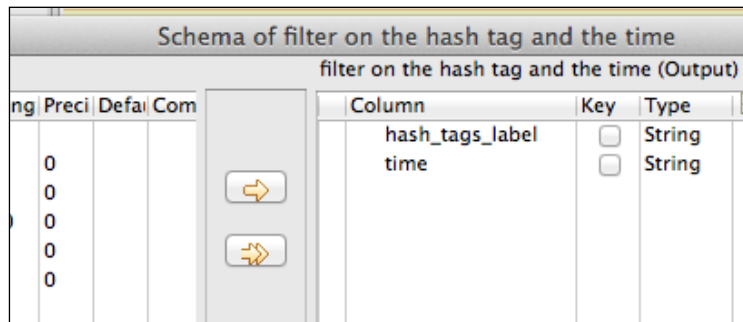 Schema of filter on the hash tag and the time
filter on the hash tag and the time (Output)
ng Preci Defau Com Column Key Type
hash_tags_label String
0 time String
0
0
0
0